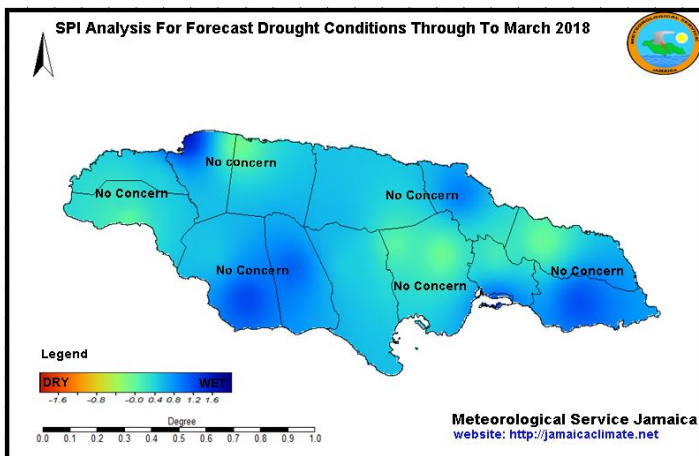 SPI Analysis For Forecast Drought Conditions Through To March 2018
METEOROLOGICAL SERVICE
JAMAICA
No concern
No Concern
No Concern
No Concern
No Concern
No Concern
Legend
DRY WET
-1.6 -0.8 -0.0 0.4 0.8 1.2 1.6
Degree
0.0 0.1 0.2 0.3 0.4 0.5 0.6 0.7 0.8 0.9 1.0
Meteorological Service Jamaica
website: http://jamaicaclimate.net